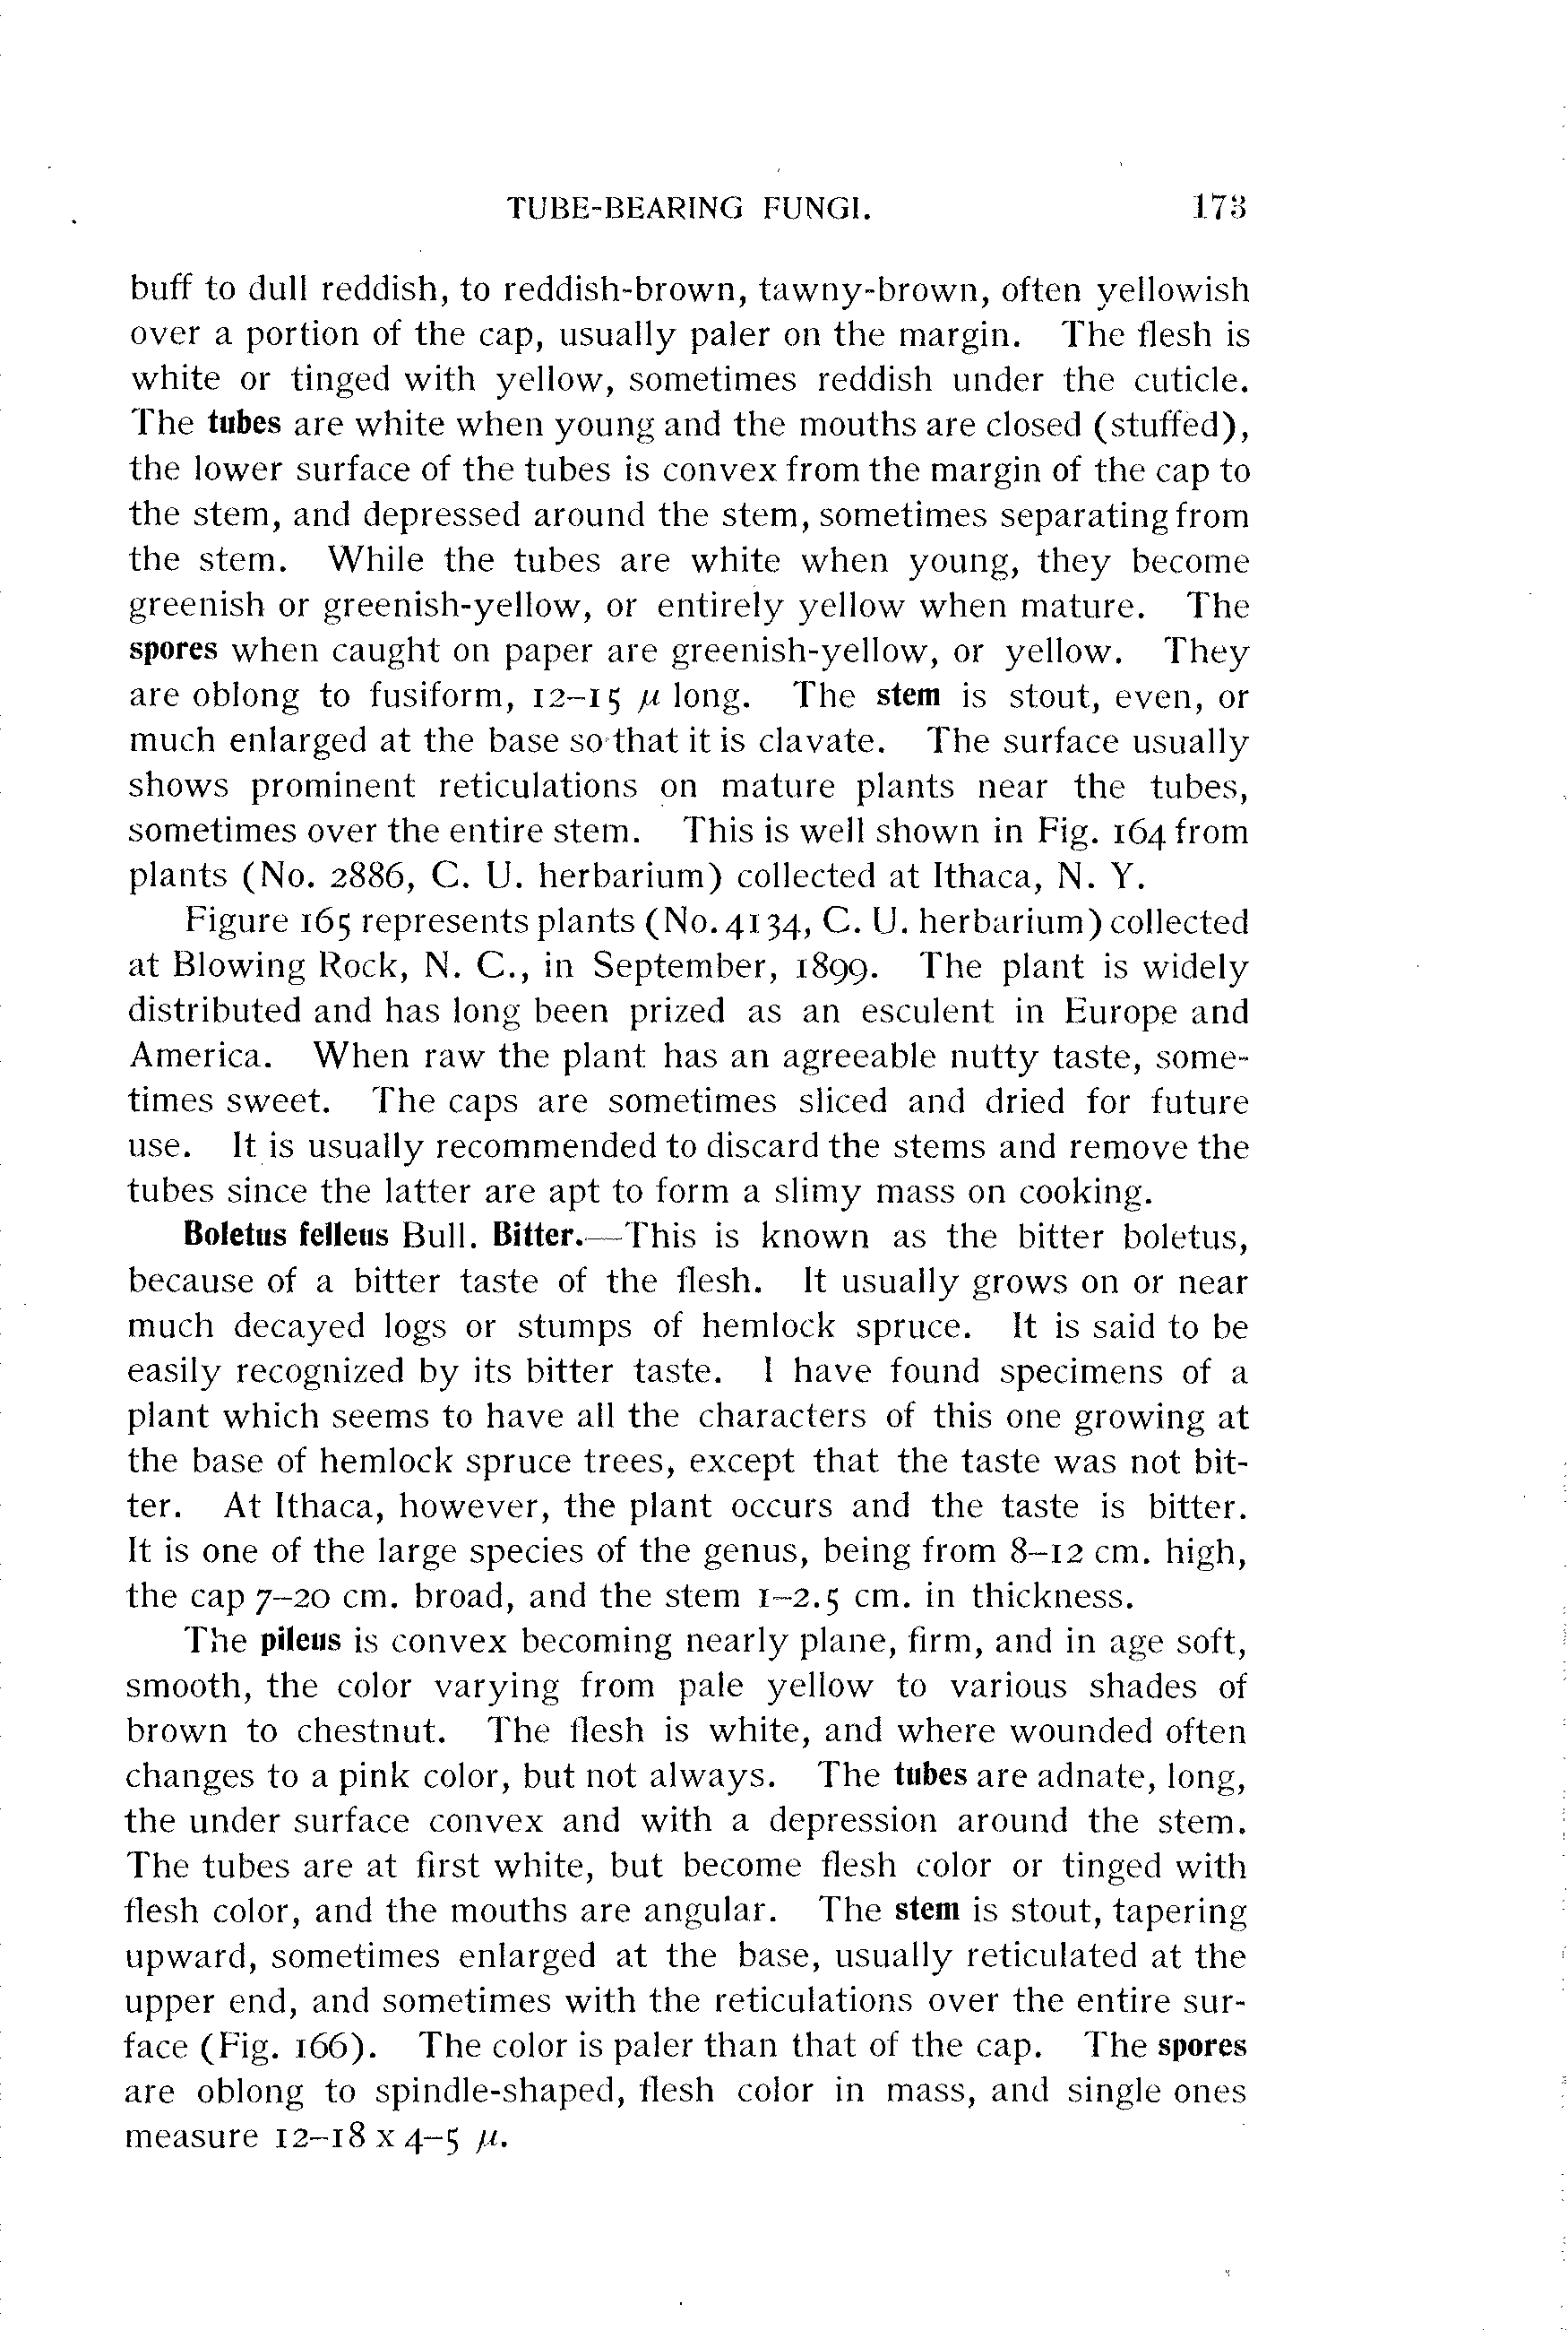 TUBE-BEARING FUNGI. 173
buff to dull reddish, to reddish-brown, tawny-brown, often yellowish
over a portion of the cap, usually paler on the margin. The flesh is
white or tinged with yellow, sometimes reddish under the cuticle.
The tubes are white when young and the mouths are closed (stuffed),
the lower surface of the tubes is convex from the margin of the cap to
the stem, and depressed around the stem, sometimes separating from
the stem. While the tubes are white when young, they become
greenish or greenish-yellow, or entirely yellow when mature. The
spores when caught on paper are greenish-yellow, or yellow. They
are oblong to fusiform, 12–15 µ long. The stem is stout, even, or
much enlarged at the base so that it is clavate. The surface usually
shows prominent reticulations on mature plants near the tubes,
sometimes over the entire stem. This is well shown in Fig. 164 from
plants (No. 2886, C. U. herbarium) collected at Ithaca, N. Y.
Figure 165 represents plants (No. 4134, C. U. herbarium) collected
at Blowing Rock, N. C., in September, 1899. The plant is widely
distributed and has long been prized as an esculent in Europe and
America. When raw the plant has an agreeable nutty taste, some-
times sweet. The caps are sometimes sliced and dried for future
use. It is usually recommended to discard the stems and remove the
tubes since the latter are apt to form a slimy mass on cooking.
Boletus felleus Bull. Bitter.—This is known as the bitter boletus,
because of a bitter taste of the flesh. It usually grows on or near
much decayed logs or stumps of hemlock spruce. It is said to be
easily recognized by its bitter taste. I have found specimens of a
plant which seems to have all the characters of this one growing at
the base of hemlock spruce trees, except that the taste was not bit-
ter. At Ithaca, however, the plant occurs and the taste is bitter.
It is one of the large species of the genus, being from 8–12 cm. high,
the cap 7–20 cm. broad, and the stem 1–2.5 cm. in thickness.
The pileus is convex becoming nearly plane, firm, and in age soft,
smooth, the color varying from pale yellow to various shades of
brown to chestnut. The flesh is white, and where wounded often
changes to a pink color, but not always. The tubes are adnate, long,
the under surface convex and with a depression around the stem.
The tubes are at first white, but become flesh color or tinged with
flesh color, and the mouths are angular. The stem is stout, tapering
upward, sometimes enlarged at the base, usually reticulated at the
upper end, and sometimes with the reticulations over the entire sur-
face (Fig. 166). The color is paler than that of the cap. The spores
are oblong to spindle-shaped, flesh color in mass, and single ones
measure 12–18 x 4–5 µ.